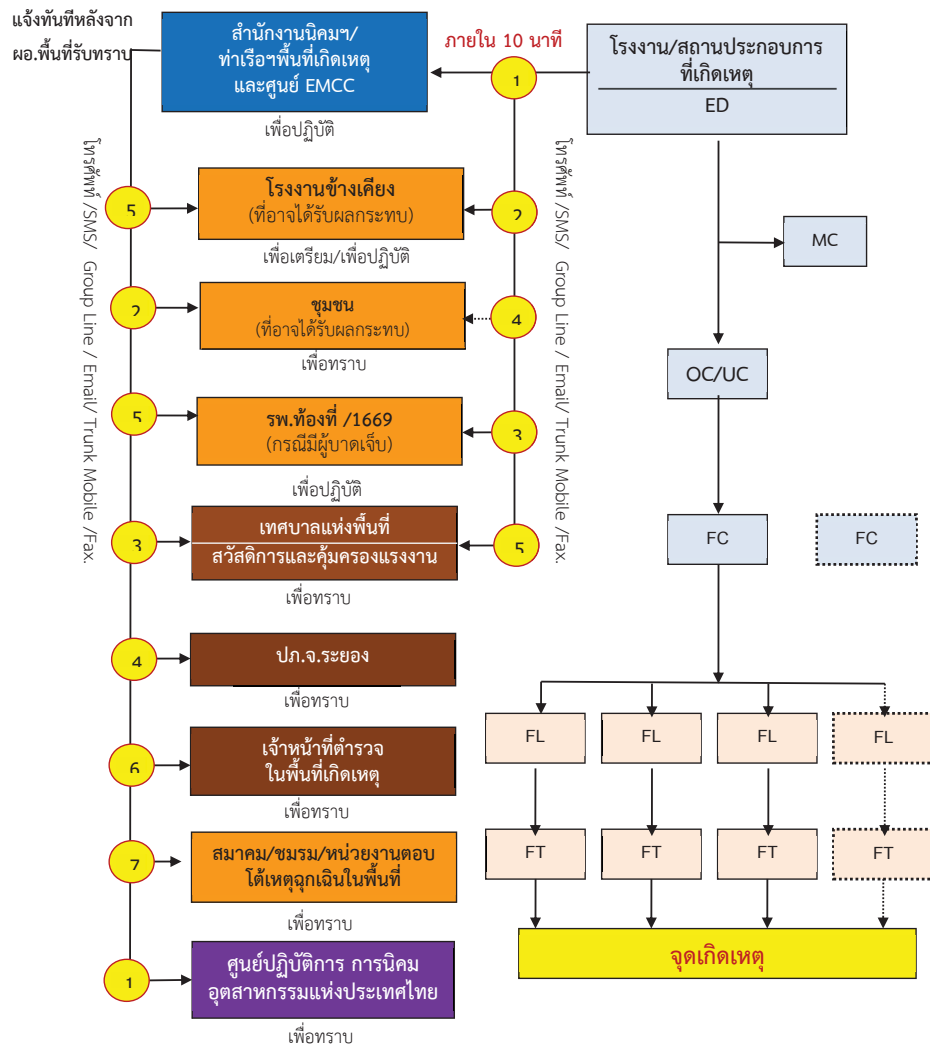 แจ้งทันทีหลังจาก
ผอ.พื้นที่รับทราบ
สำนักงานนิคมฯ/
ท่าเรือฯพื้นที่เกิดเหตุ
และศูนย์ EMCC
เพื่อปฏิบัติ
ภายใน 10 นาที
1
โรงงาน/สถานประกอบการ
ที่เกิดเหตุ
ED
โทรศัพท์ /SMS/ Group Line / Email/ Trunk Mobile /Fax.
โทรศัพท์ /SMS/ Group Line / Email/ Trunk Mobile /Fax.
5
โรงงานข้างเคียง
(ที่อาจได้รับผลกระทบ)
2
เพื่อเตรียม/เพื่อปฏิบัติ
MC
2
ชุมชน
(ที่อาจได้รับผลกระทบ)
4
เพื่อทราบ
OC/UC
5
รพ.ท้องที่ /1669
(กรณีมีผู้บาดเจ็บ)
3
เพื่อปฏิบัติ
3
เทศบาลแห่งพื้นที่
สวัสดิการและคุ้มครองแรงงาน
5
เพื่อทราบ
FC
FC
4
ปภ.จ.ระยอง
เพื่อทราบ
6
เจ้าหน้าที่ตำรวจ
ในพื้นที่เกิดเหตุ
เพื่อทราบ
FL
FL
FL
FL
7
สมาคม/ชมรม/หน่วยงานตอบ
โต้เหตุฉุกเฉินในพื้นที่
เพื่อทราบ
FT
FT
FT
FT
1
ศูนย์ปฏิบัติการ การนิคม
อุตสาหกรรมแห่งประเทศไทย
เพื่อทราบ
จุดเกิดเหตุ